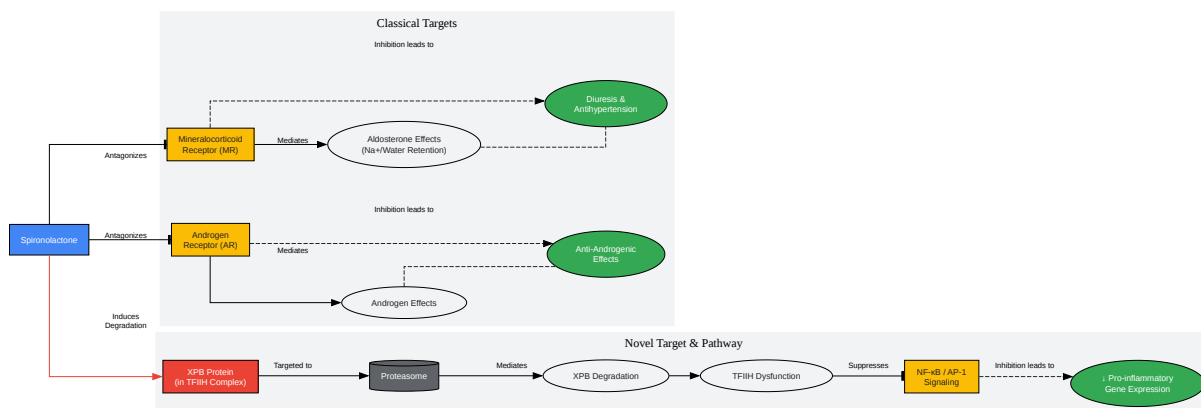 Classical Targets
Inhibition leads to
Diuresis &
Antihypertension
Mineralocorticoid
Receptor (MR)
Mediates
Aldosterone Effects
(Na+/Water Retention)
Antagonizes
Inhibition leads to
Spironolactone
Antagonizes
Androgen
Receptor (AR)
Mediates
Anti-Androgenic
Effects
Androgen Effects
Induces
Degradation
Novel Target & Pathway
XPB Protein
(in TFIIH Complex)
Targeted to
Proteasome
Mediates
XPB Degradation
TFIIH Dysfunction
Suppresses
NF-κB / AP-1
Signaling
Inhibition leads to
↓ Pro-inflammatory
Gene Expression